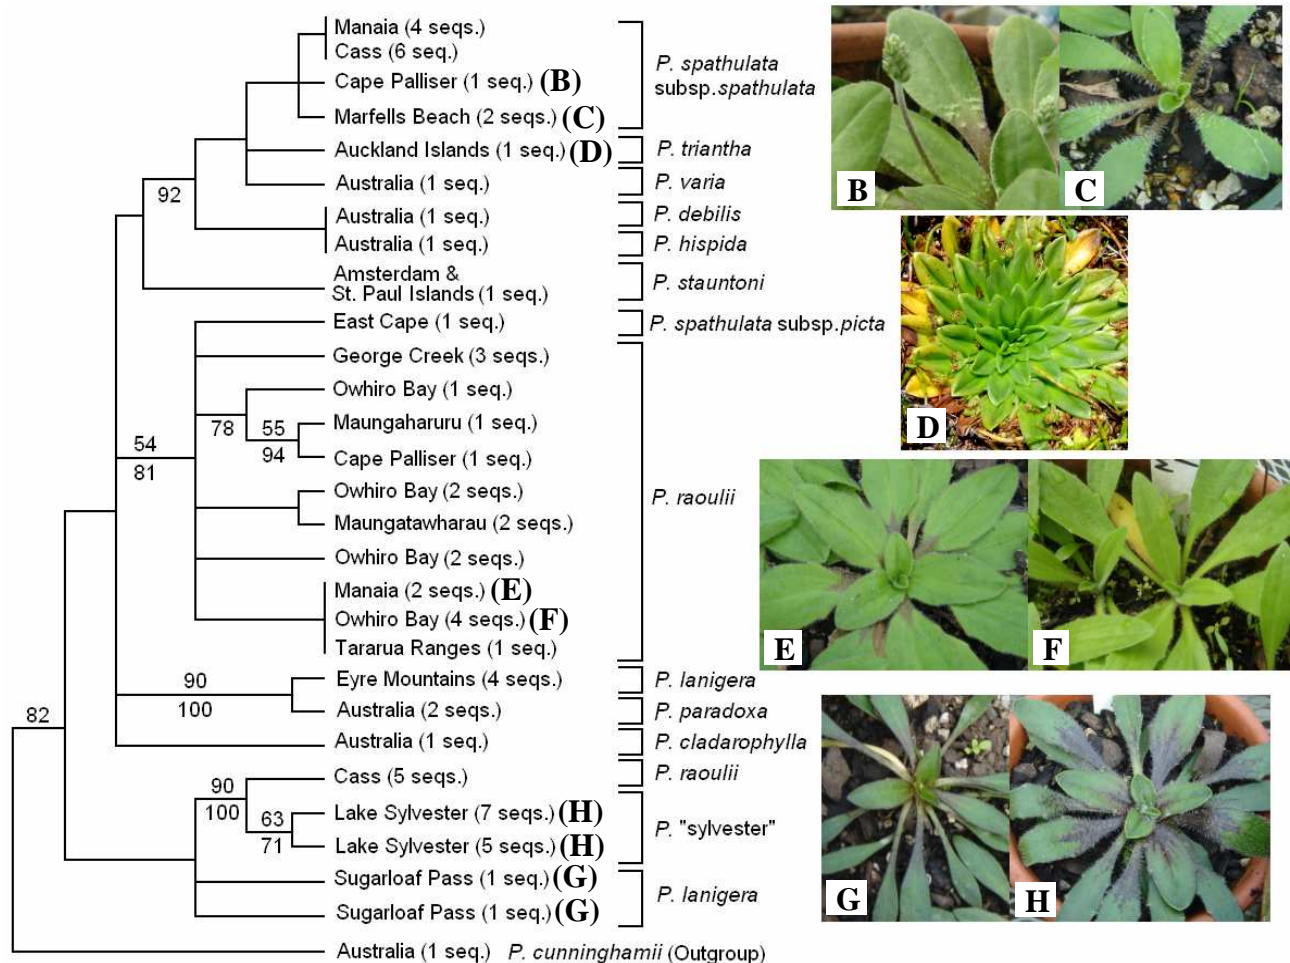 Manaia (4 seqs.)
Cass (6 seq.)
Cape Palliser (1 seq.) (B)
Marfells Beach (2 seqs.) (C)
P. spathulata
subsp.spathulata
Auckland Islands (1 seq.) (D)
P. triantha
Australia (1 seq.)
P. varia
92
Australia (1 seq.)
P. debilis
Australia (1 seq.)
P. hispida
Amsterdam &
St. Paul Islands (1 seq.)
P. stauntoni
East Cape (1 seq.)
P. spathulata subsp.picta
George Creek (3 seqs.)
Owhiro Bay (1 seq.)
78
55
Maungaharuru (1 seq.)
94
Cape Palliser (1 seq.)
54
81
Owhiro Bay (2 seqs.)
Maungatawharau (2 seqs.)
P. raoulii
Owhiro Bay (2 seqs.)
Manaia (2 seqs.) (E)
Owhiro Bay (4 seqs.) (F)
Tararua Ranges (1 seq.)
90
100
Eyre Mountains (4 seqs.)
P. lanigera
Australia (2 seqs.)
P. paradoxa
82
Australia (1 seq.)
P. cladarophylla
Cass (5 seqs.)
P. raoulii
90
100
63
71
Lake Sylvester (7 seqs.) (H)
Lake Sylvester (5 seqs.) (H)
P. "sylvester"
Sugarloaf Pass (1 seq.) (G)
Sugarloaf Pass (1 seq.) (G)
P. lanigera
Australia (1 seq.) P. cunninghamii (Outgroup)
B
C
D
E
F
G
H